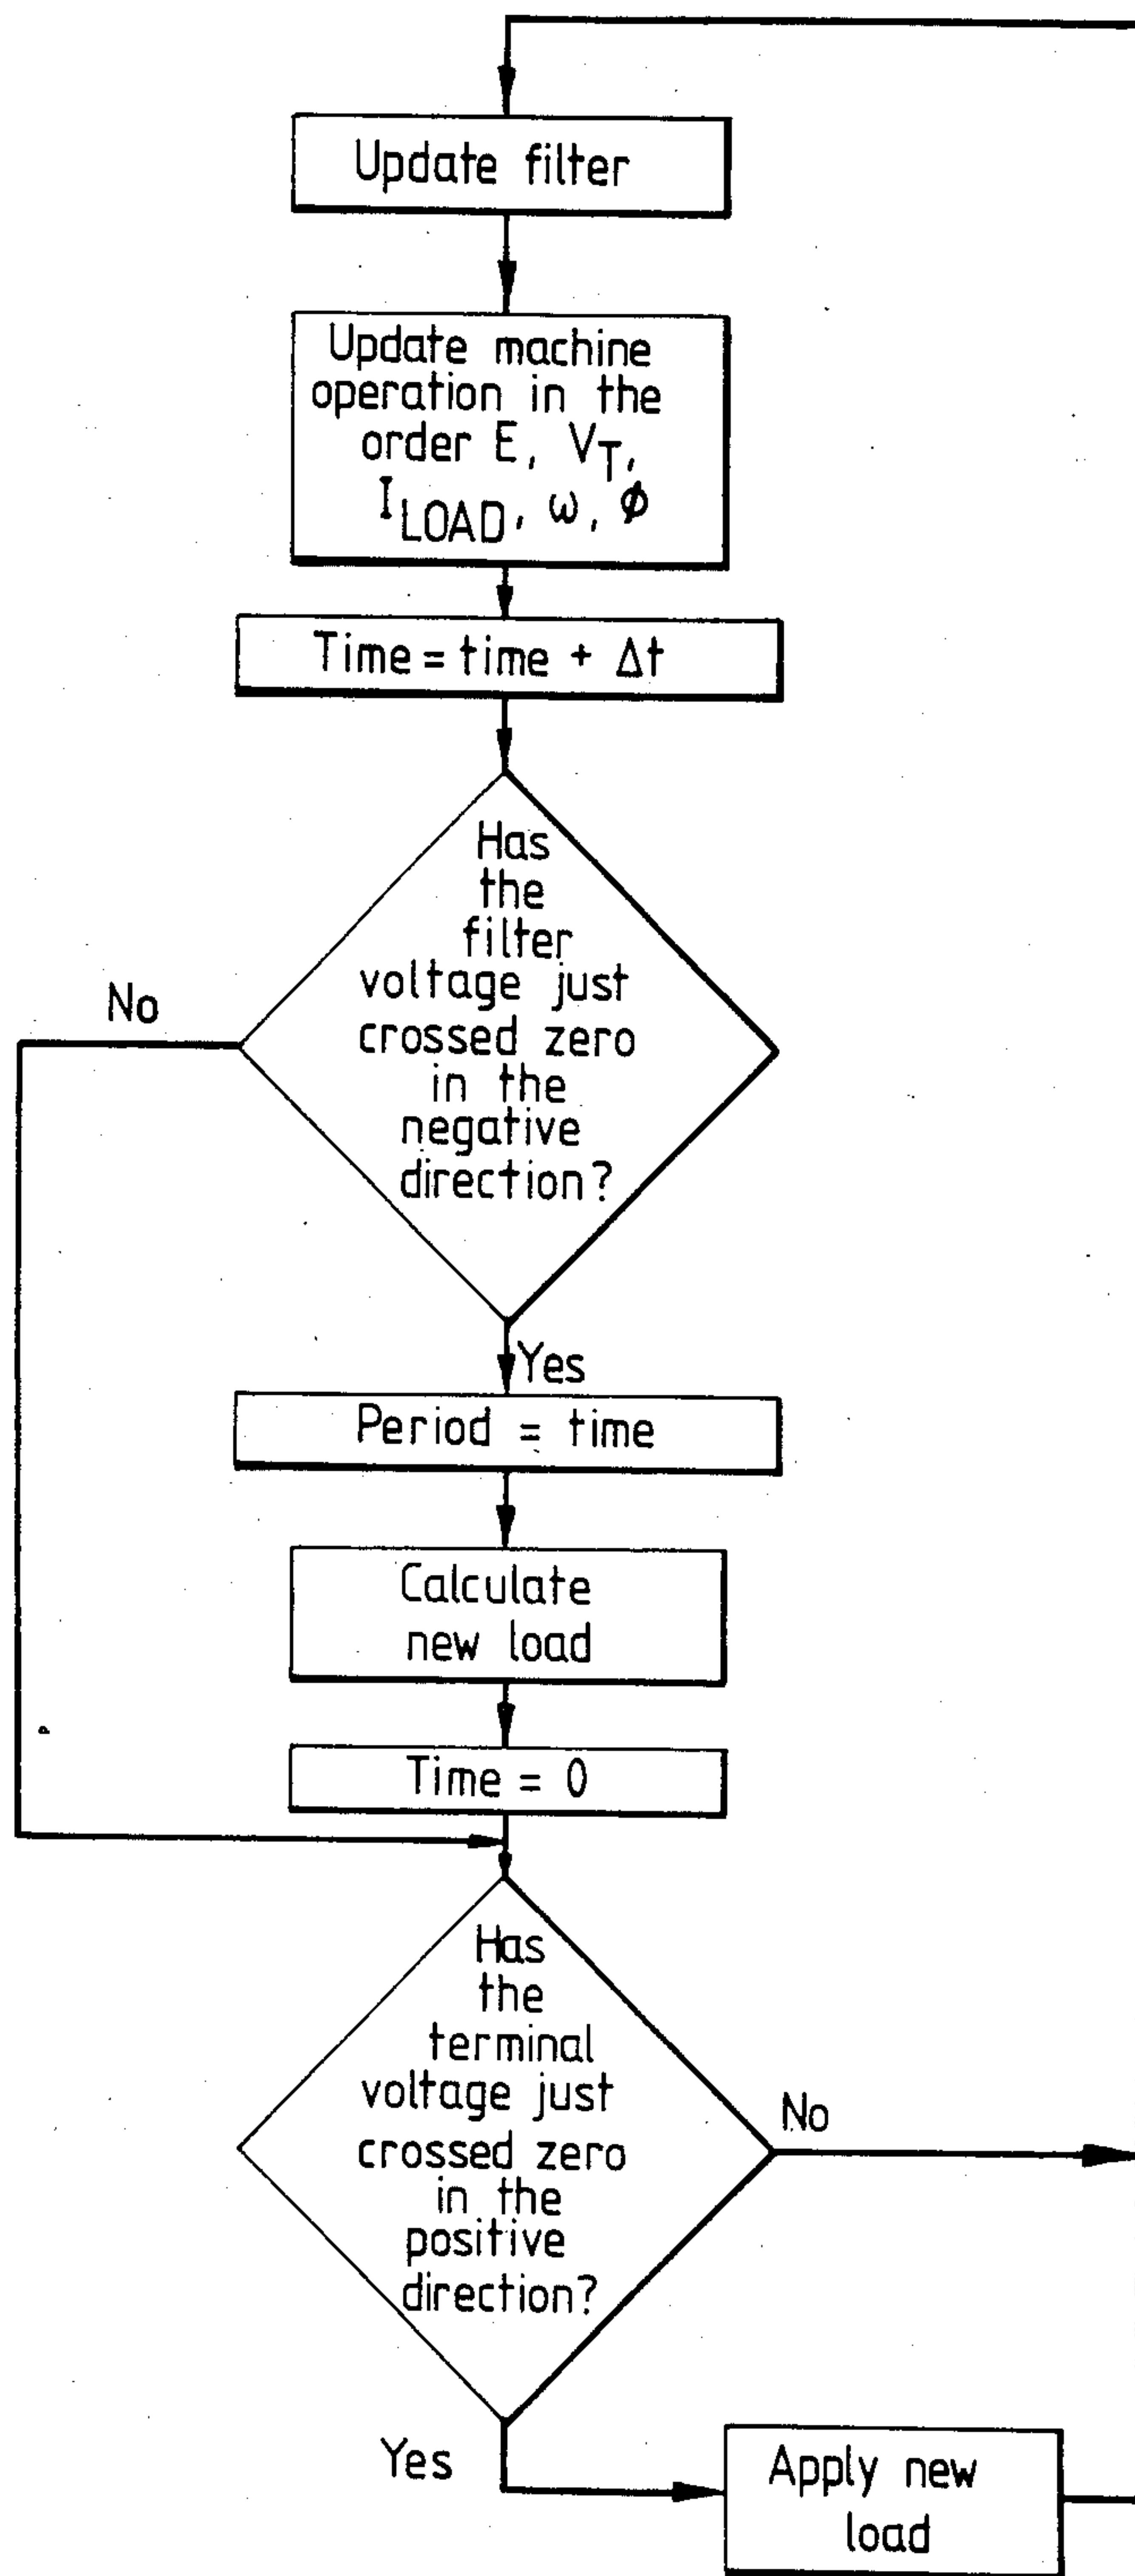 Update filter
Update machine
operation in the
order E, V_T,
I_LOAD, ω, ϕ
Time = time + Δt
Has
the
filter
voltage just
crossed zero
in the
negative
direction?
No
Yes
Period = time
Calculate
new load
Time = 0
Has
the
terminal
voltage just
crossed zero
in the
positive
direction?
No
Yes
Apply new
load